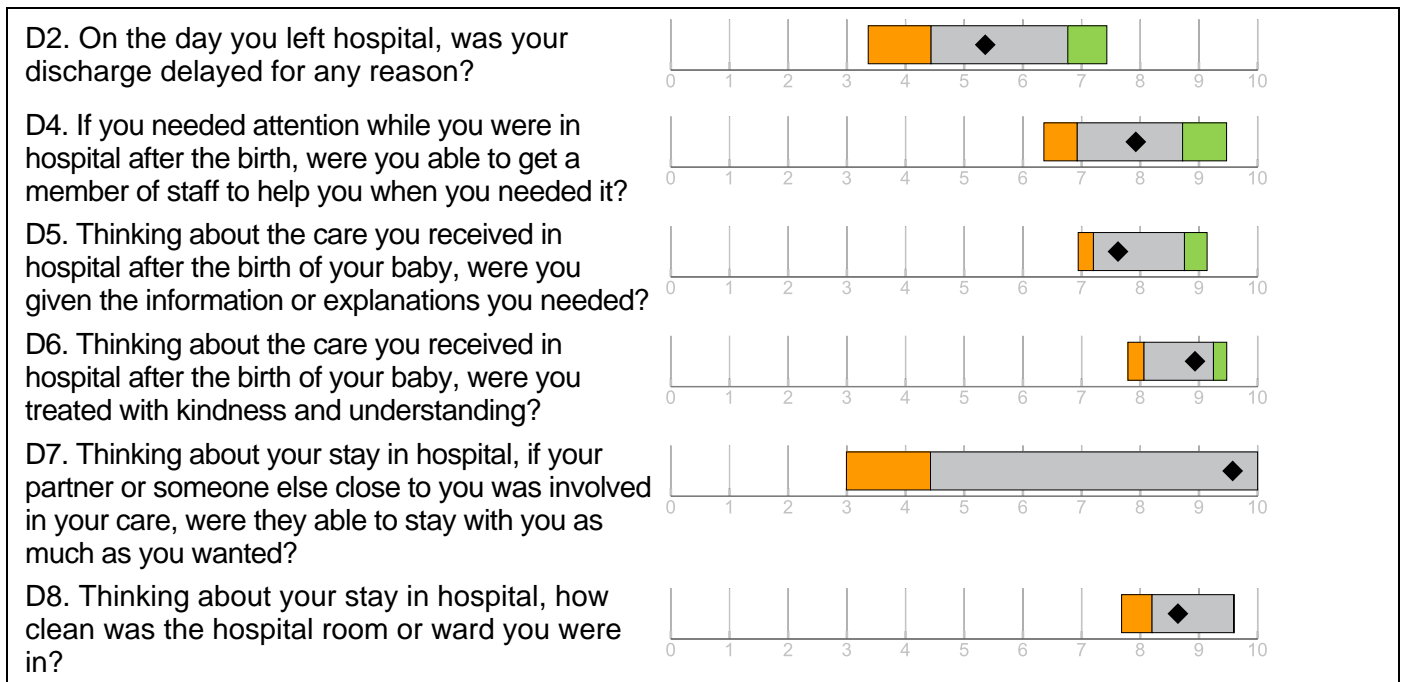 D2. On the day you left hospital, was your
discharge delayed for any reason?
0 1 2 3 4 5 6 7 8 9 10
D4. If you needed attention while you were in
hospital after the birth, were you able to get a
member of staff to help you when you needed it?
0 1 2 3 4 5 6 7 8 9 10
D5. Thinking about the care you received in
hospital after the birth of your baby, were you
given the information or explanations you needed?
0 1 2 3 4 5 6 7 8 9 10
D6. Thinking about the care you received in
hospital after the birth of your baby, were you
treated with kindness and understanding?
0 1 2 3 4 5 6 7 8 9 10
D7. Thinking about your stay in hospital, if your
partner or someone else close to you was involved
in your care, were they able to stay with you as
much as you wanted?
0 1 2 3 4 5 6 7 8 9 10
D8. Thinking about your stay in hospital, how
clean was the hospital room or ward you were
in?
0 1 2 3 4 5 6 7 8 9 10